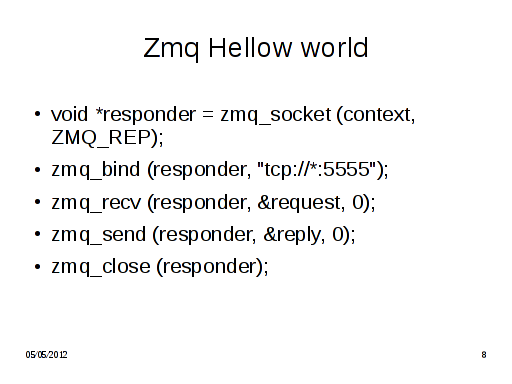 Zmq Hellow world
• void *responder = zmq_socket (context,
ZMQ_REP);
• zmq_bind (responder, "tcp://*:5555");
• zmq_recv (responder, &request, 0);
• zmq_send (responder, &reply, 0);
• zmq_close (responder);
05/05/2012
8